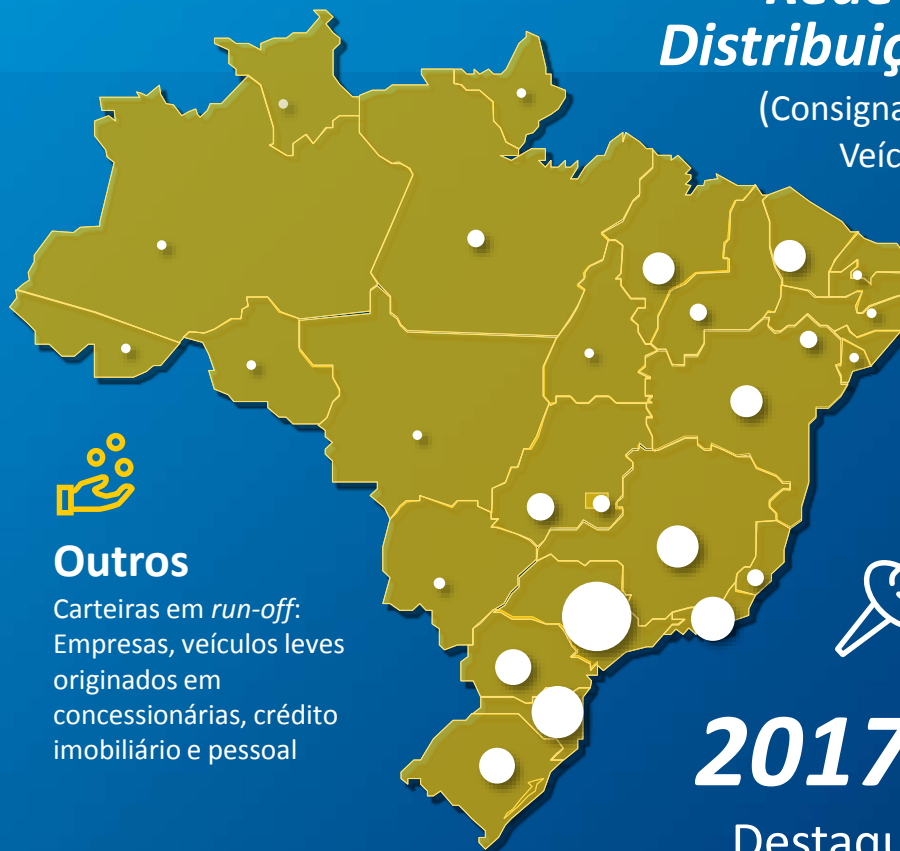 Rede
Distribuiç
(Consigna
Veíc
Outros
Carteiras em run-off:
Empresas, veículos leves
originados em
concessionárias, crédito
imobiliário e pessoal
2017
Destaqu